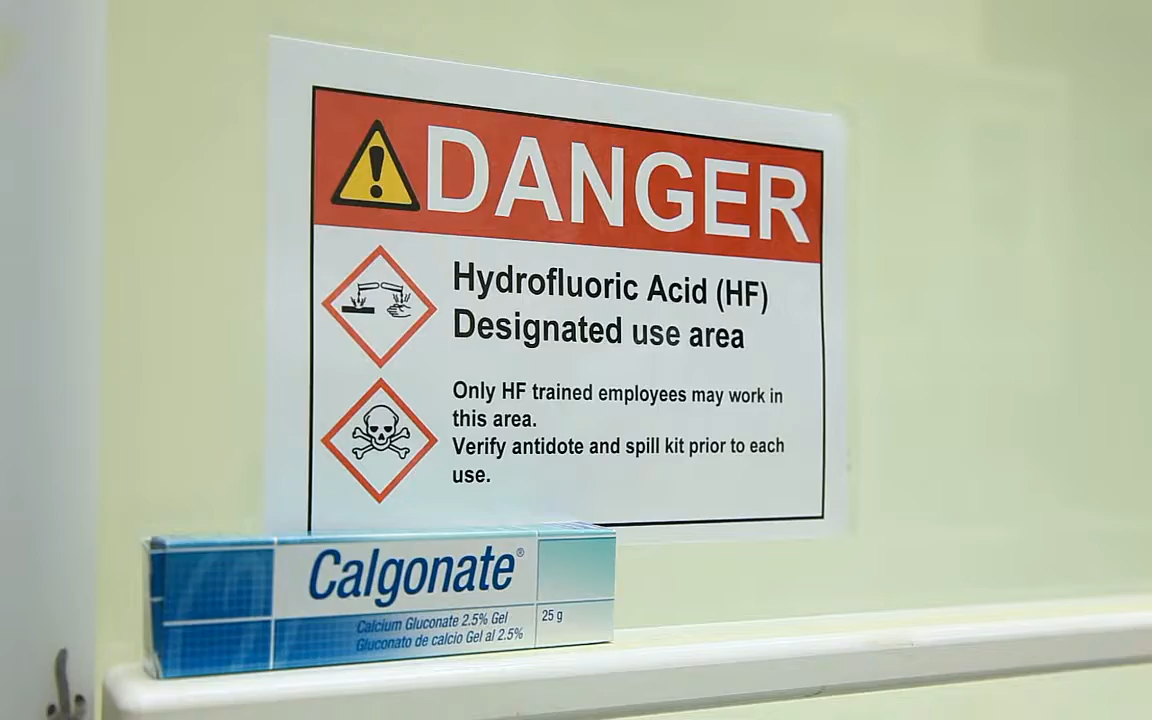 DANGER
Hydrofluoric Acid (HF)
Designated use area
Only HF trained employees may work in
this area.
Verify antidote and spill kit prior to each
use.
Calgonate®
Calcium Gluconate 2.5% Gel
Gluconato de calcio Gel al 2.5%
25 g